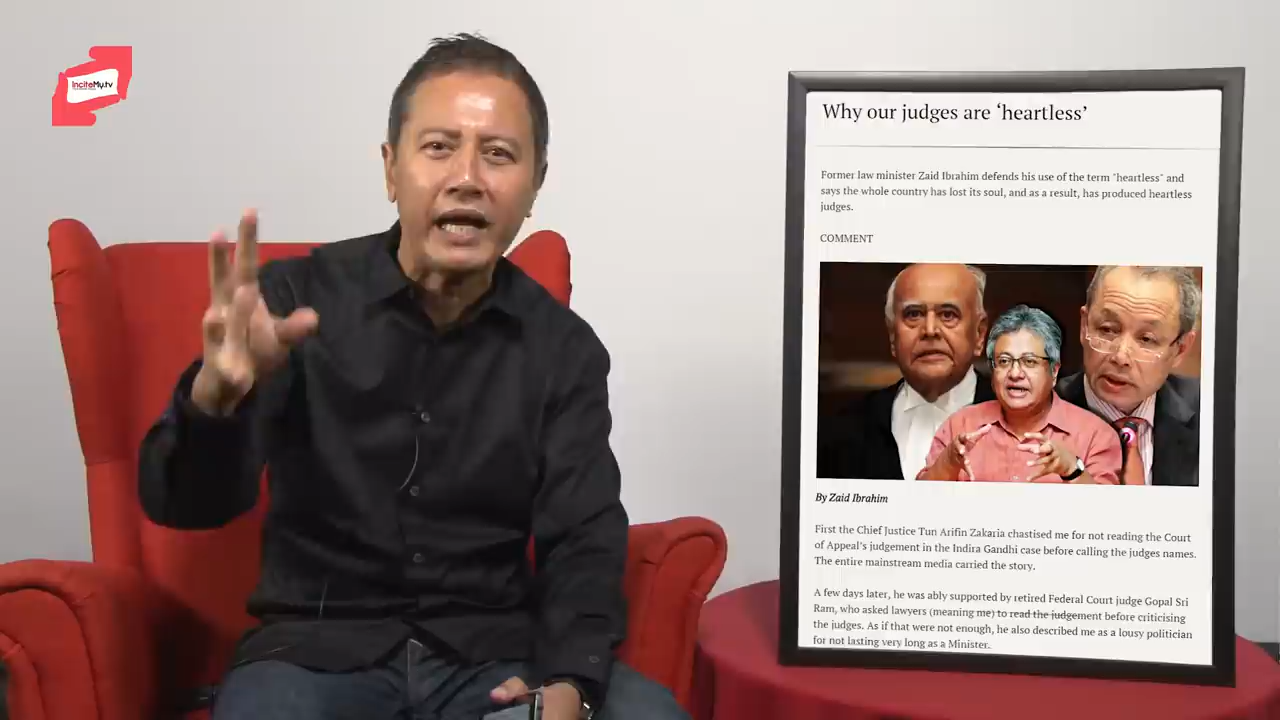 InciteMy.tv
Why our judges are ‘heartless’
Former law minister Zaid Ibrahim defends his use of the term "heartless" and
says the whole country has lost its soul, and as a result, has produced heartless
judges.
COMMENT
By Zaid Ibrahim
First the Chief Justice Tun Arifin Zakaria chastised me for not reading the Court
of Appeal’s judgement in the Indira Gandhi case before calling the judges names.
The entire mainstream media carried the story.
A few days later, he was ably supported by retired Federal Court judge Gopal Sri
Ram, who asked lawyers (meaning me) to read the judgement before criticising
the judges. As if that were not enough, he also described me as a lousy politician
for not lasting very long as a Minister.